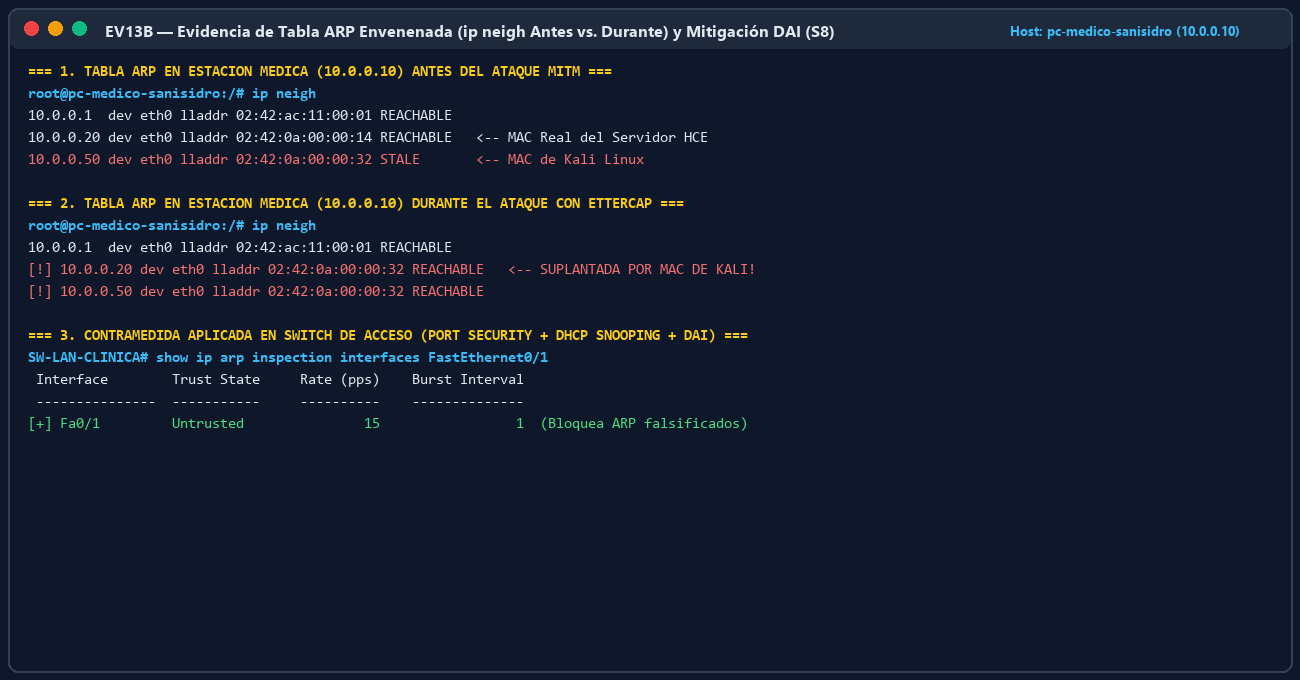 EV13B — Evidencia de Tabla ARP Envenenada (ip neigh Antes vs. Durante) y Mitigación DAI (S8)
Host: pc-medico-sanisidro (10.0.0.10)
=== 1. TABLA ARP EN ESTACION MEDICA (10.0.0.10) ANTES DEL ATAQUE MITM ===
root@pc-medico-sanisidro:/# ip neigh
10.0.0.1  dev eth0 lladdr 02:42:ac:11:00:01 REACHABLE
10.0.0.20 dev eth0 lladdr 02:42:0a:00:00:14 REACHABLE   <-- MAC Real del Servidor HCE
10.0.0.50 dev eth0 lladdr 02:42:0a:00:00:32 STALE       <-- MAC de Kali Linux
=== 2. TABLA ARP EN ESTACION MEDICA (10.0.0.10) DURANTE EL ATAQUE CON ETTERCAP ===
root@pc-medico-sanisidro:/# ip neigh
10.0.0.1  dev eth0 lladdr 02:42:ac:11:00:01 REACHABLE
[!] 10.0.0.20 dev eth0 lladdr 02:42:0a:00:00:32 REACHABLE   <-- SUPLANTADA POR MAC DE KALI!
[!] 10.0.0.50 dev eth0 lladdr 02:42:0a:00:00:32 REACHABLE
=== 3. CONTRAMEDIDA APLICADA EN SWITCH DE ACCESO (PORT SECURITY + DHCP SNOOPING + DAI) ===
SW-LAN-CLINICA# show ip arp inspection interfaces FastEthernet0/1
 Interface        Trust State     Rate (pps)    Burst Interval
 ---------------  -----------     ----------    --------------
[+] Fa0/1         Untrusted               15                 1  (Bloquea ARP falsificados)